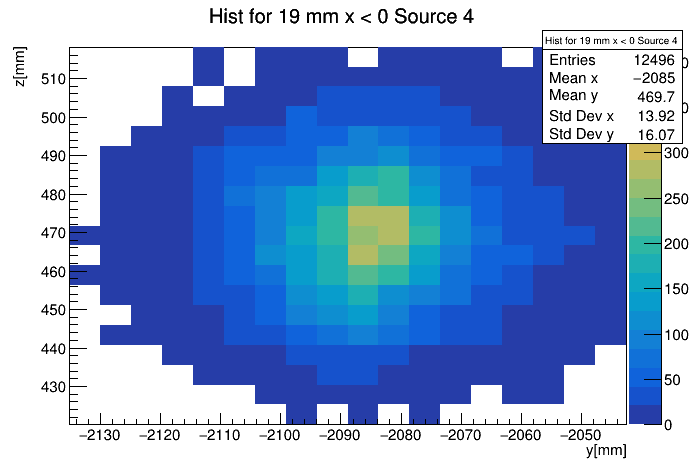 Hist for 19 mm x < 0 Source 4
z[mm]
Hist for 19 mm x < 0 Source 4
Entries 12496
Mean x −2085
Mean y 469.7
Std Dev x 13.92
Std Dev y 16.07
510
500
490
480
470
460
450
440
430
0
0
300
250
200
150
100
50
0
−2130 −2120 −2110 −2100 −2090 −2080 −2070 −2060 −2050
y[mm]